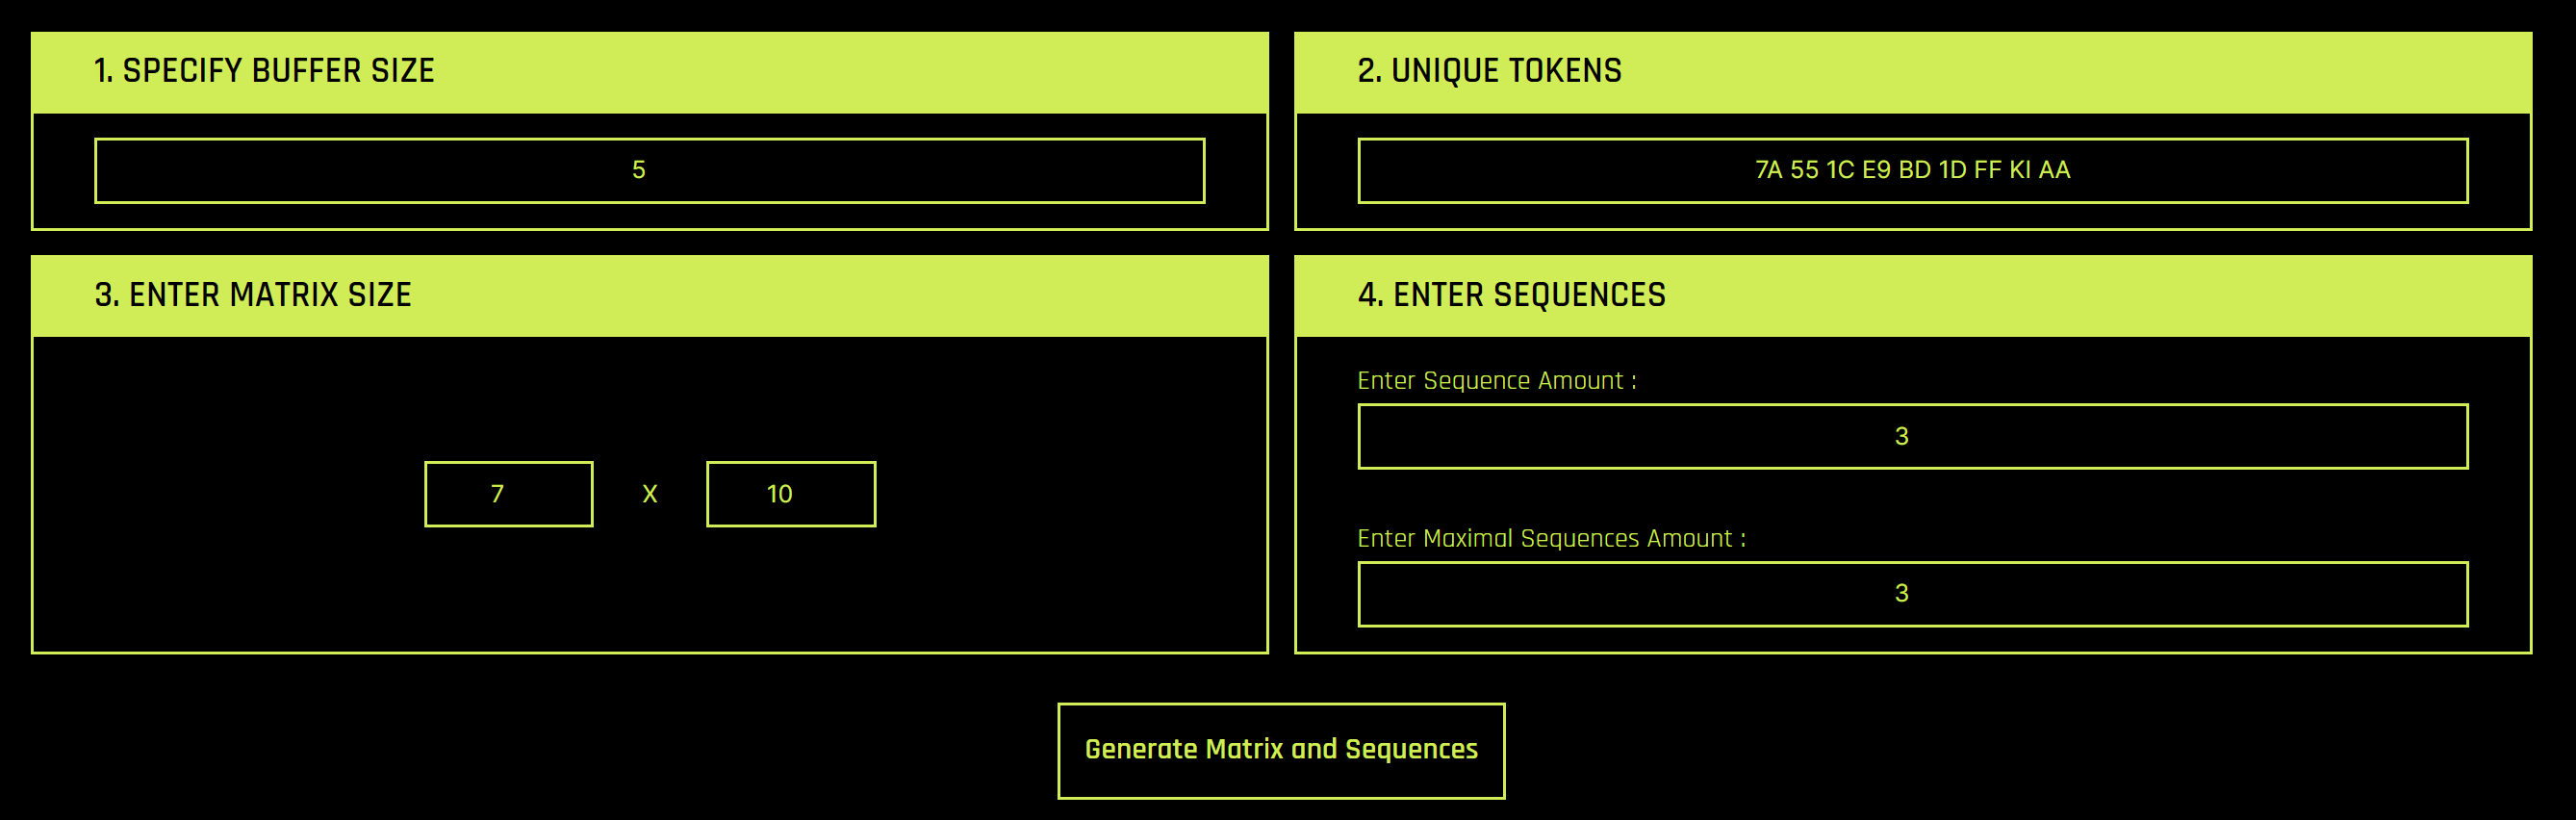 1. SPECIFY BUFFER SIZE
5
2. UNIQUE TOKENS
7A 55 1C E9 BD 1D FF KI AA
3. ENTER MATRIX SIZE
7 X 10
4. ENTER SEQUENCES
Enter Sequence Amount :
3
Enter Maximal Sequences Amount :
3
Generate Matrix and Sequences